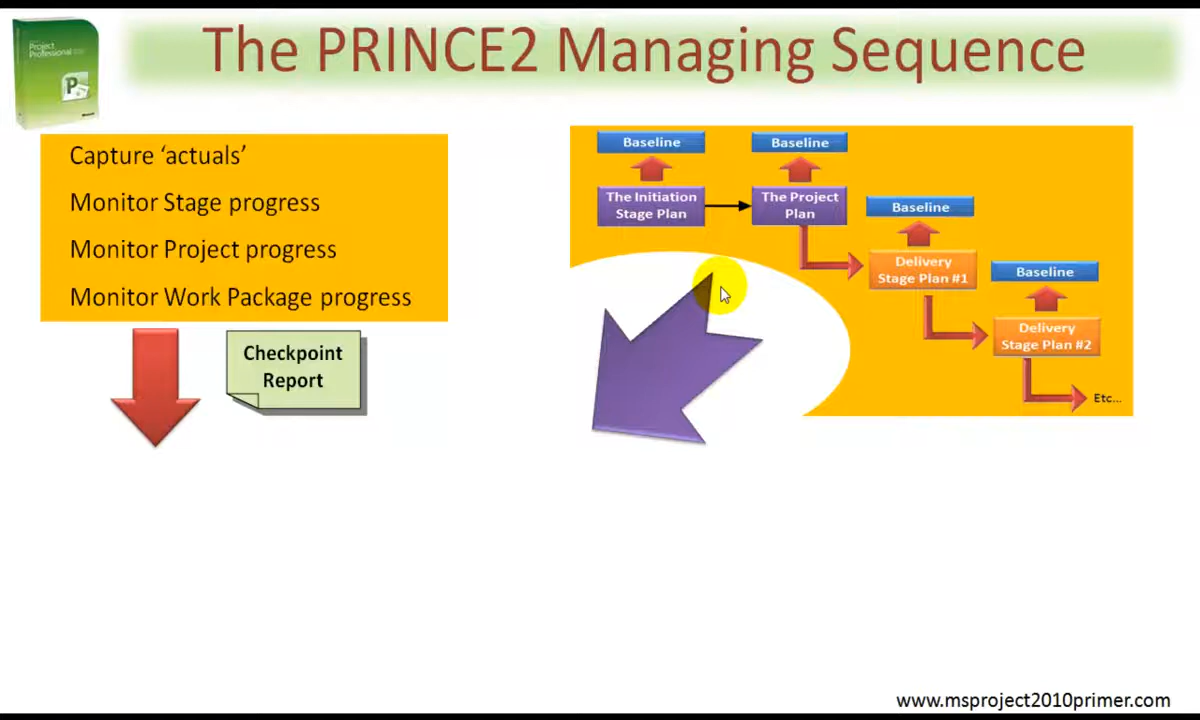 Project
Professional
The PRINCE2 Managing Sequence
Capture ‘actuals’
Monitor Stage progress
Monitor Project progress
Monitor Work Package progress
Checkpoint
Report
Baseline
Baseline
The Initiation
Stage Plan
The Project
Plan
Baseline
Delivery
Stage Plan #1
Baseline
Delivery
Stage Plan #2
Etc...
www.msproject2010primer.com